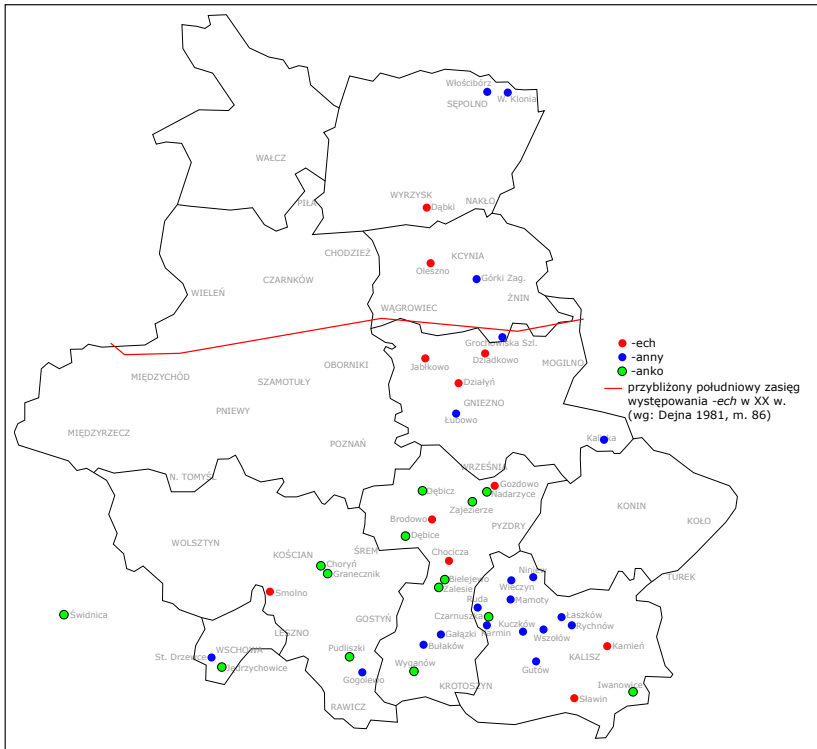 Włościbórz
W. Klonia
SĘPOLNO
WAŁCZ
WYRZYSK
NAKŁO
PIŁA
Dąbki
CHODZIEŻ
KCYNIA
Oleszno
CZARNKÓW
Górki Zag.
WIELEŃ
ŻNIN
WĄGROWIEC
Grochowiska Szl.
-ech
-anny
-anko
Dziadkowo
Jabłkowo
MOGILNO
OBORNIKI
MIĘDZYCHÓD
SZAMOTUŁY
Działyń
przybliżony południowy zasięg
występowania -ech w XX w.
(wg: Dejna 1981, m. 86)
GNIEZNO
PNIEWY
Łubowo
MIĘDZYRZECZ
POZNAŃ
WRZEŚNIA
N. TOMYŚL
Gozdowo
Dębicz
Nadarzyce
Zajezierze
KONIN
Brodowo
PYZDRY
KOŁO
Dębice
WOLSZTYN
ŚREM
KOŚCIAN
Chocicza
Choryń
Granecznik
TUREK
Niniew
Bielejewo
Wieczyn
Zalesie
Smolno
Mamoty
Ruda
Świdnica
GOSTYŃ
Czarnuszka
Łaszków
Kuczków
Rychnów
Karmin
LESZNO
Gałązki
Wszołów
Bułaków
Kamień
WSCHOWA
St. Drzewce
Pudliszki
KALISZ
Jędrzychowice
Wyganów
Gutów
Gogolewo
KROTOSZYN
Iwanowice
Sławin
RAWICZ